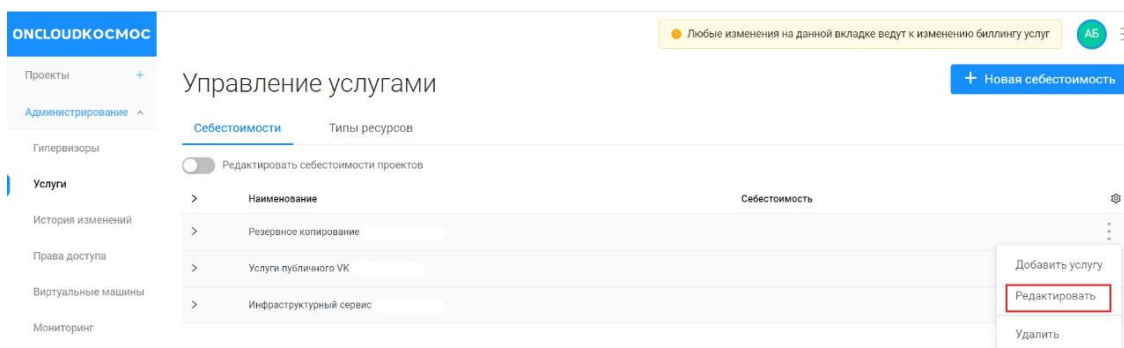 ONCLOUDКОСМОС
Любые изменения на данной вкладке ведут к изменению биллингу услуг
АБ
Проекты +
Управление услугами
+ Новая себестоимость
Администрирование
Себестоимости Типы ресурсов
Гипервизоры
Редактировать себестоимости проектов
Услуги
Наименование Себестоимость
История изменений
Резервное копирование
Права доступа
Услуги публичного VK
Добавить услугу
Виртуальные машины
Инфраструктурный сервис
Редактировать
Мониторинг
Удалить